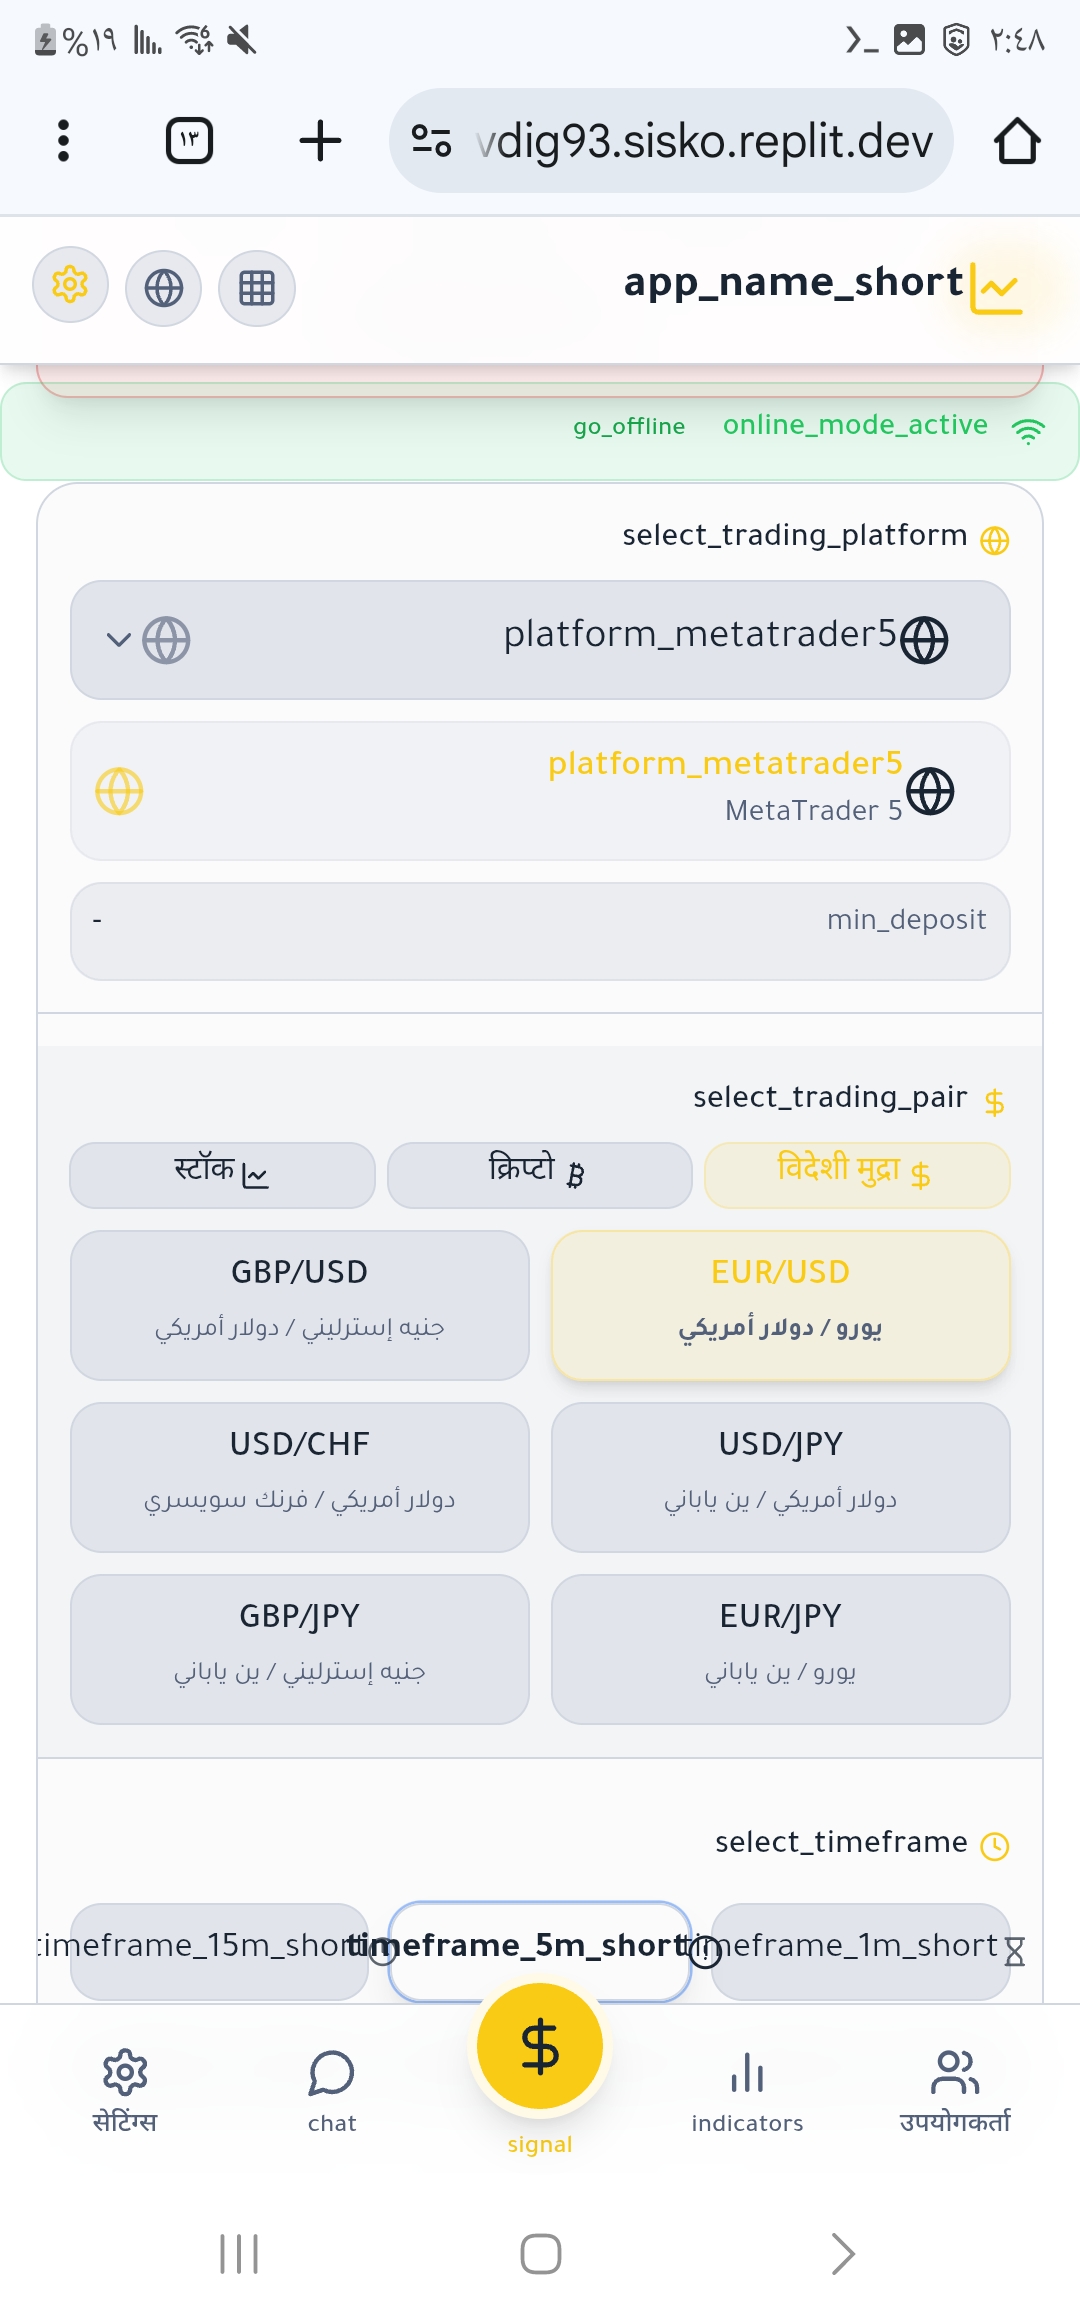 %١٩
٢:٤٨
١٣
vdig93.sisko.replit.dev
app_name_short
online_mode_active go_offline
select_trading_platform
platform_metatrader5
platform_metatrader5
MetaTrader 5
min_deposit -
select_trading_pair
विदेशी मुद्रा क्रिप्टो स्टॉक
EUR/USD
يورو / دولار أمريكي
GBP/USD
جنيه إسترليني / دولار أمريكي
USD/JPY
دولار أمريكي / ين ياباني
USD/CHF
دولار أمريكي / فرنك سويسري
EUR/JPY
يورو / ين ياباني
GBP/JPY
جنيه إسترليني / ين ياباني
select_timeframe
timeframe_1m_short timeframe_5m_short timeframe_15m_short
उपयोगकर्ता
indicators
signal
chat
सेटिंग्स